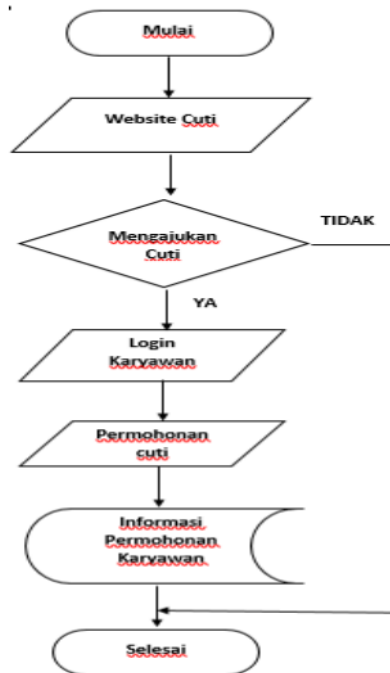 Mulai
Website Cuti
Mengajukan
Cuti
TIDAK
YA
Login
Karyawan
Permohonan
cuti
Informasi
Permohonan
Karyawan
Selesai